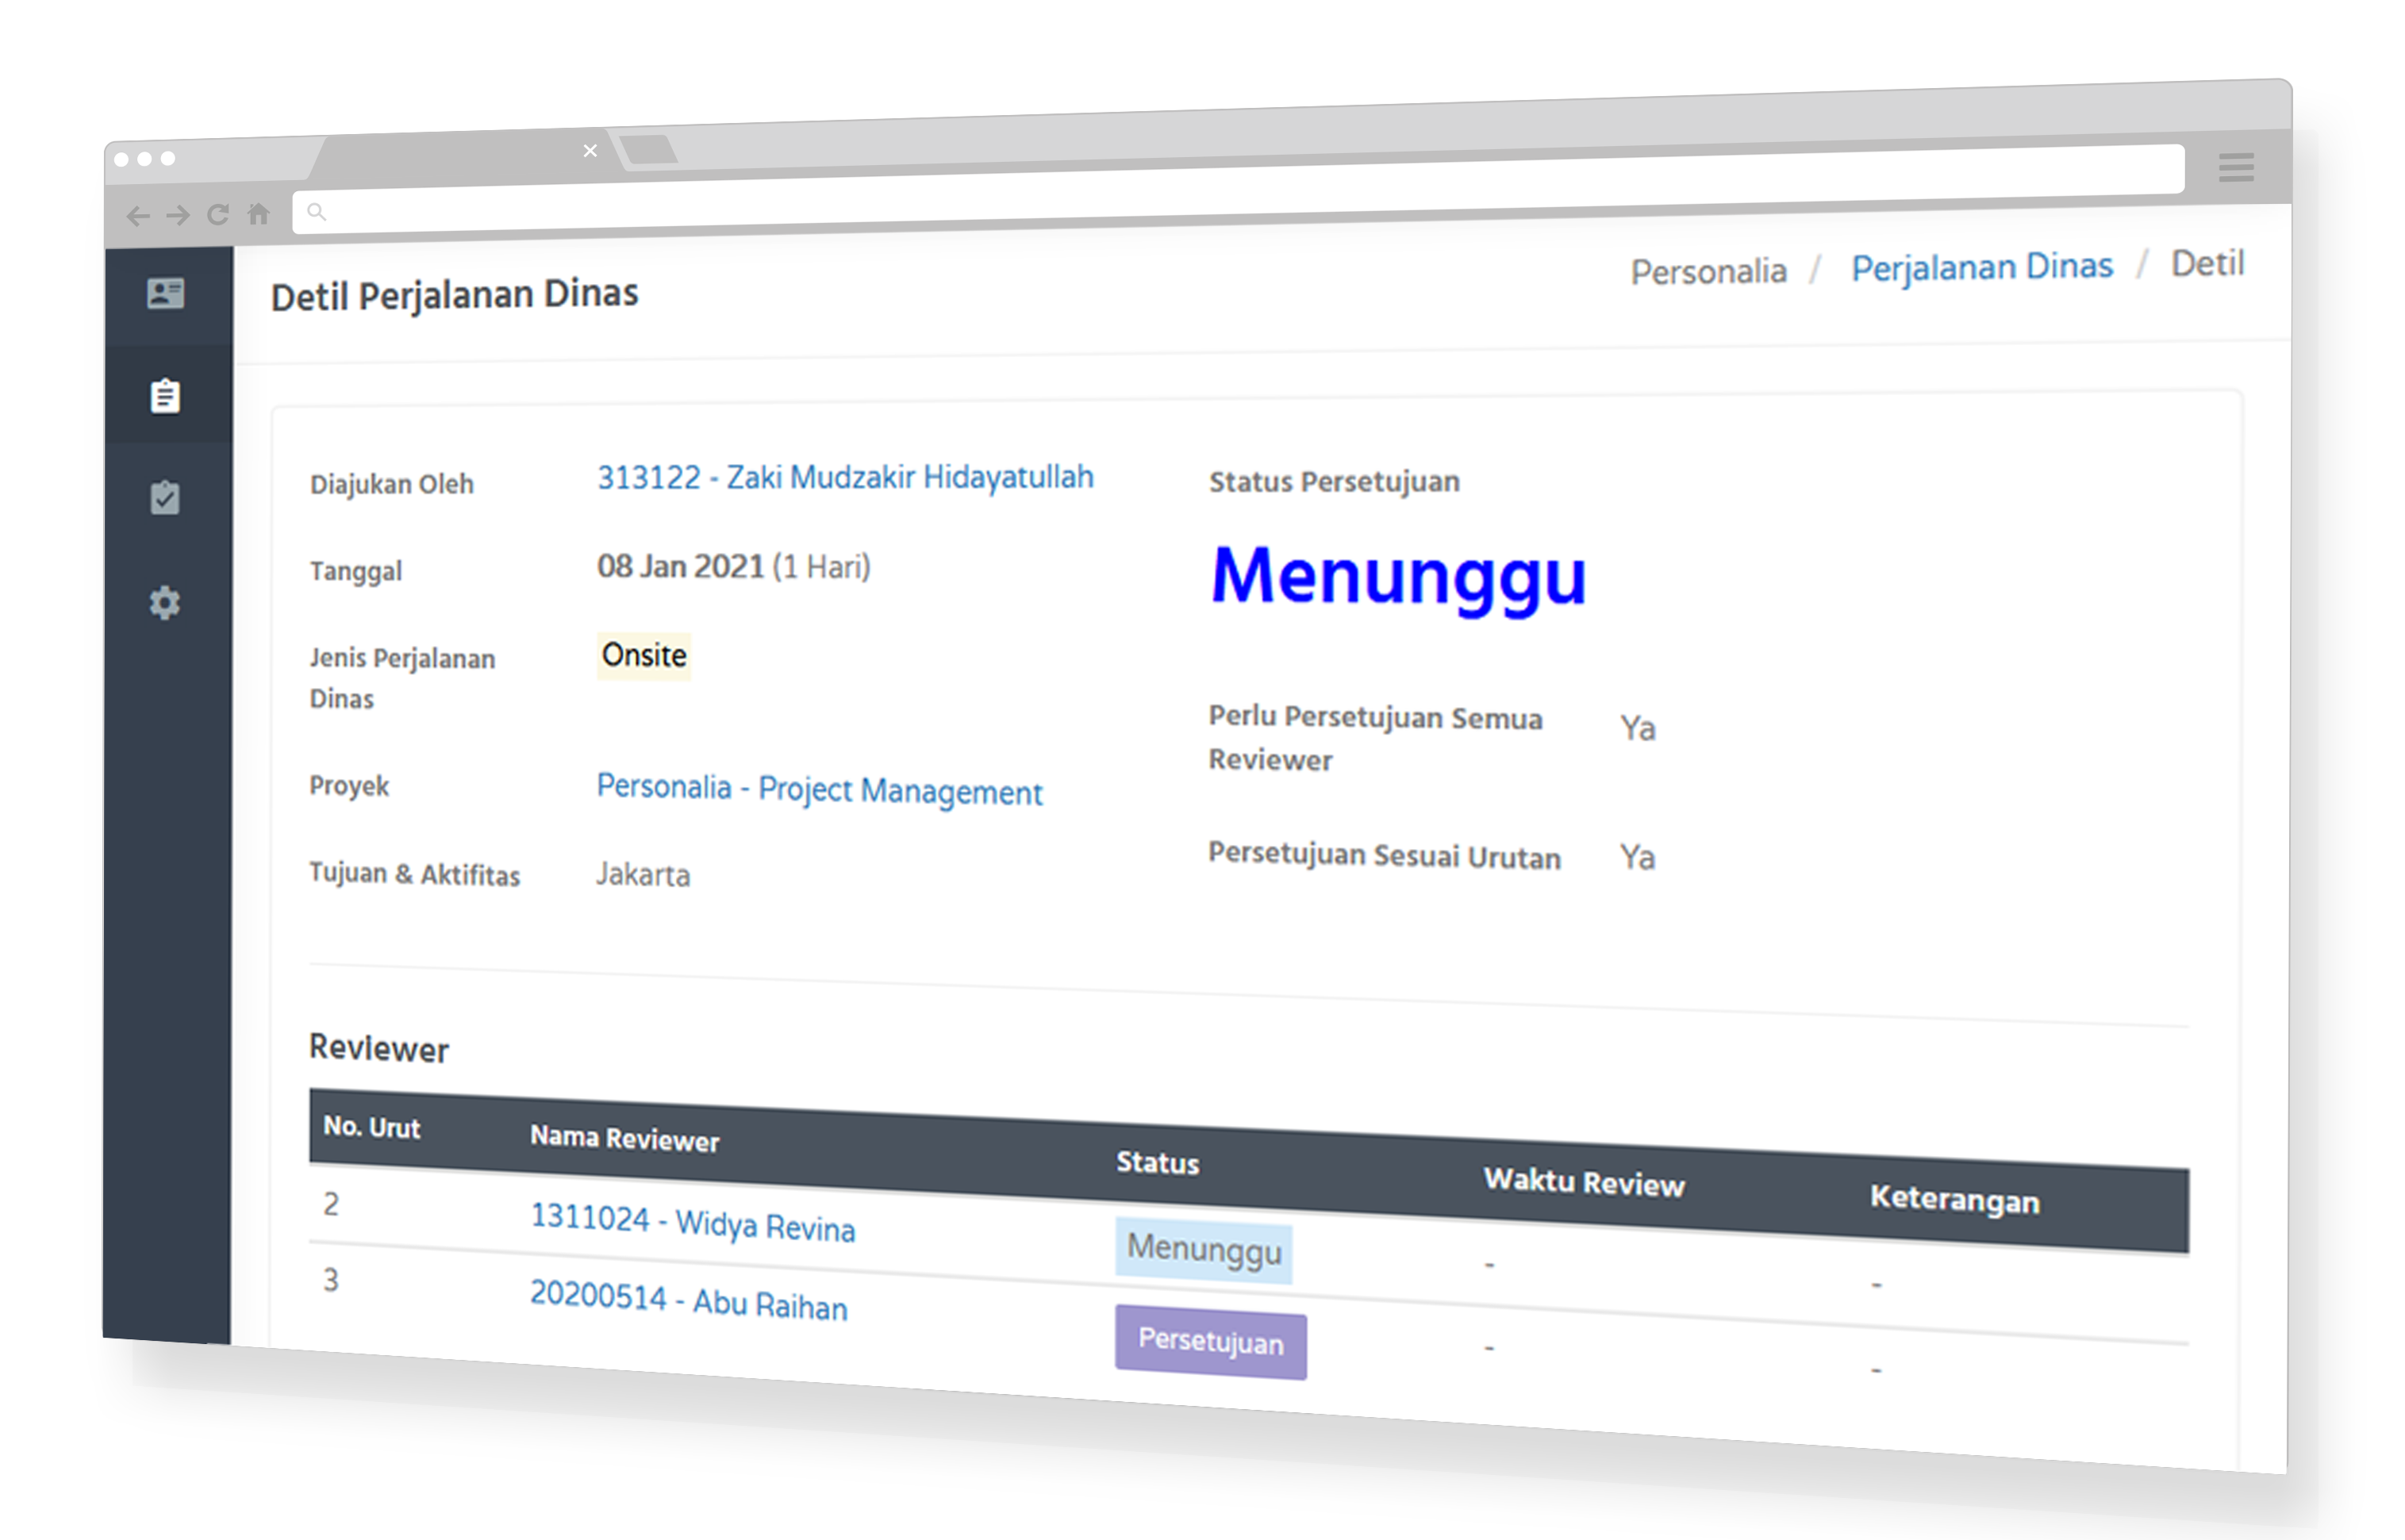 Detil Perjalanan Dinas
Personalia / Perjalanan Dinas / Detil
Diajukan Oleh 313122 - Zaki Mudzakir Hidayatullah
Tanggal 08 Jan 2021 (1 Hari)
Jenis Perjalanan
Dinas
Onsite
Proyek Personalia - Project Management
Tujuan & Aktifitas Jakarta
Status Persetujuan
Menunggu
Perlu Persetujuan Semua
Reviewer
Ya
Persetujuan Sesuai Urutan Ya
Reviewer
No. Urut Nama Reviewer Status Waktu Review Keterangan
2 1311024 - Widya Revina Menunggu - -
3 20200514 - Abu Raihan Persetujuan - -